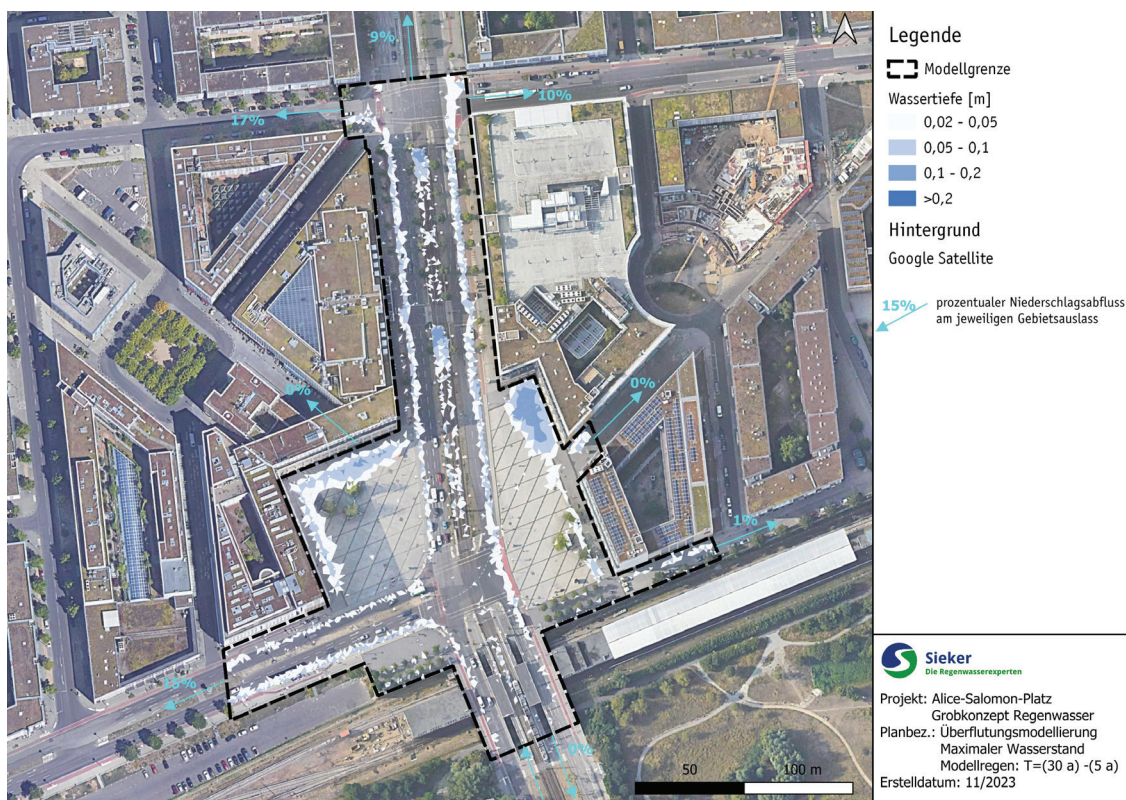 9%
10%
17%
0%
0%
1%
15%
0%
50
100 m
Legende
Modellgrenze
Wassertiefe [m]
0,02 - 0,05
0,05 - 0,1
0,1 - 0,2
>0,2
Hintergrund
Google Satellite
15%
prozentualer Niederschlagsabfluss
am jeweiligen Gebietsauslass
Sieker
Die Regenwasserexperten
Projekt: Alice-Salomon-Platz
Grobkonzept Regenwasser
Planbez.: Überflutungsmodellierung
Maximaler Wasserstand
Modellregen: T=(30 a) -(5 a)
Erstelldatum: 11/2023